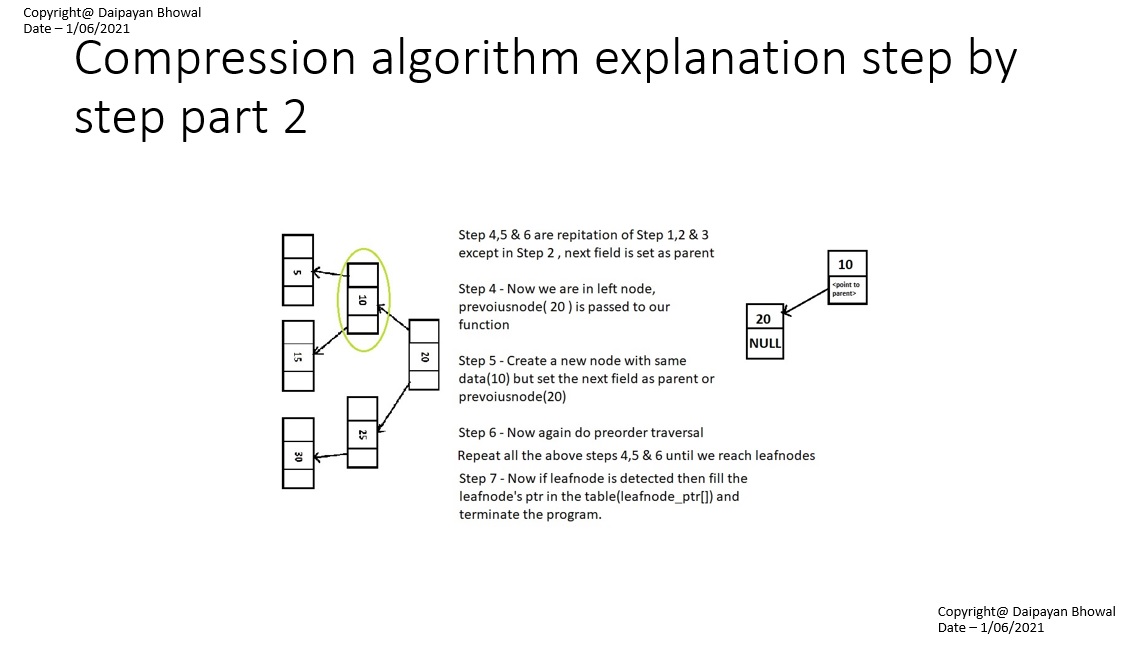 Copyright@ Daipayan Bhowal
Date – 1/06/2021
Compression algorithm explanation step by
step part 2
Step 4,5 & 6 are repitation of Step 1,2 & 3
except in Step 2 , next field is set as parent
Step 4 - Now we are in left node,
prevoiusnode( 20 ) is passed to our
function
Step 5 - Create a new node with same
data(10) but set the next field as parent or
prevoiusnode(20)
Step 6 - Now again do preorder traversal
Repeat all the above steps 4,5 & 6 until we reach leafnodes
Step 7 - Now if leafnode is detected then fill the
leafnode's ptr in the table(leafnode_ptr[]) and
terminate the program.
5
10
15
20
25
30
10
<point to
parent>
20
NULL
Copyright@ Daipayan Bhowal
Date – 1/06/2021